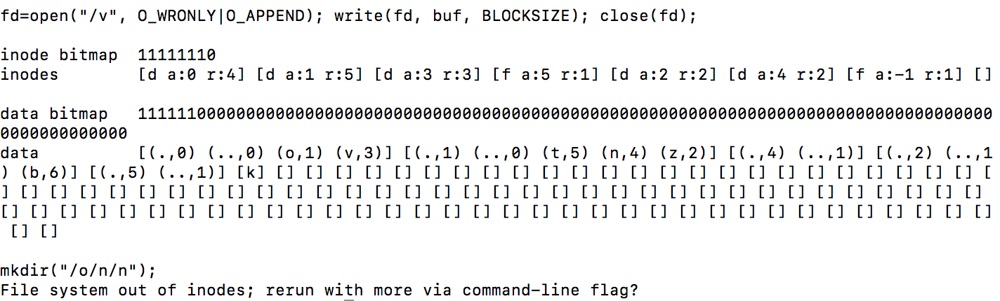 fd=open("/v", O_WRONLY|O_APPEND); write(fd, buf, BLOCKSIZE); close(fd);
inode bitmap  11111110
inodes        [d a:0 r:4] [d a:1 r:5] [d a:3 r:3] [f a:5 r:1] [d a:2 r:2] [d a:4 r:2] [f a:-1 r:1] []
data bitmap   111111000000000000000000000000000000000000000000000000000000000000000000000000000000000
0000000000000
data          [(.,0) (..,0) (o,1) (v,3)] [(.,1) (..,0) (t,5) (n,4) (z,2)] [(.,4) (..,1)] [(.,2) (..,1
) (b,6)] [(.,5) (..,1)] [k] [] [] [] [] [] [] [] [] [] [] [] [] [] [] [] [] [] [] [] [] [] [] [] [] [
] [] [] [] [] [] [] [] [] [] [] [] [] [] [] [] [] [] [] [] [] [] [] [] [] [] [] [] [] [] [] [] [] []
[] [] [] [] [] [] [] [] [] [] [] [] [] [] [] [] [] [] [] [] [] [] [] [] [] [] [] [] [] [] [] [] [] []
 [] []
mkdir("/o/n/n");
File system out of inodes; rerun with more via command-line flag?